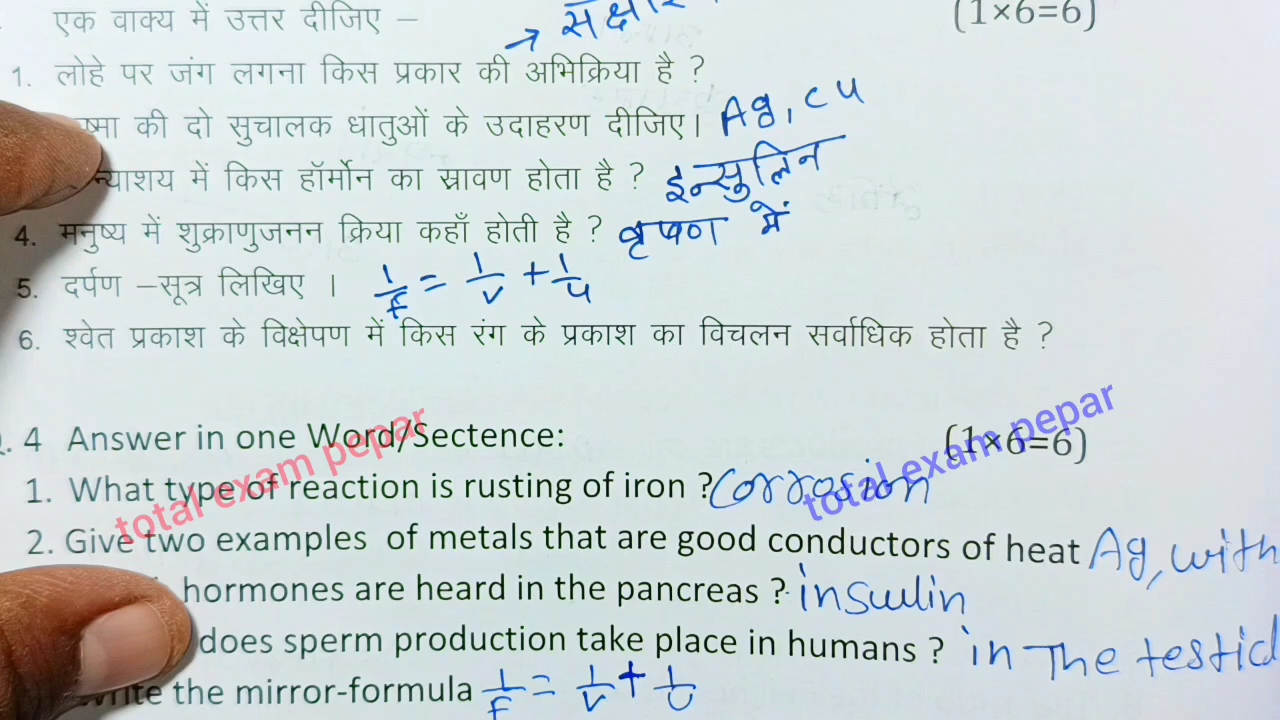 एक वाक्य में उत्तर दीजिए – (1×6=6)
→
1. लोहे पर जंग लगना किस प्रकार की अभिक्रिया है ?
की दो सुचालक धातुओं के उदाहरण दीजिए। Ag, Cu
में किस हॉर्मोन का स्रावण होता है ? इन्सुलिन
4. मनुष्य में शुक्राणुजनन क्रिया कहाँ होती है ? वृषण में
5. दर्पण –सूत्र लिखिए । 1/f = 1/v + 1/u
6. श्वेत प्रकाश के विक्षेपण में किस रंग के प्रकाश का विचलन सर्वाधिक होता है ?
4 Answer in one Word/Sectence: (1×6=6)
total exam pepar
total exam pepar
1. What type of reaction is rusting of iron ? Corrosion
2. Give two examples of metals that are good conductors of heat Ag, with
hormones are heard in the pancreas ? insulin
does sperm production take place in humans ? in The
the mirror-formula 1/f = 1/v + 1/u